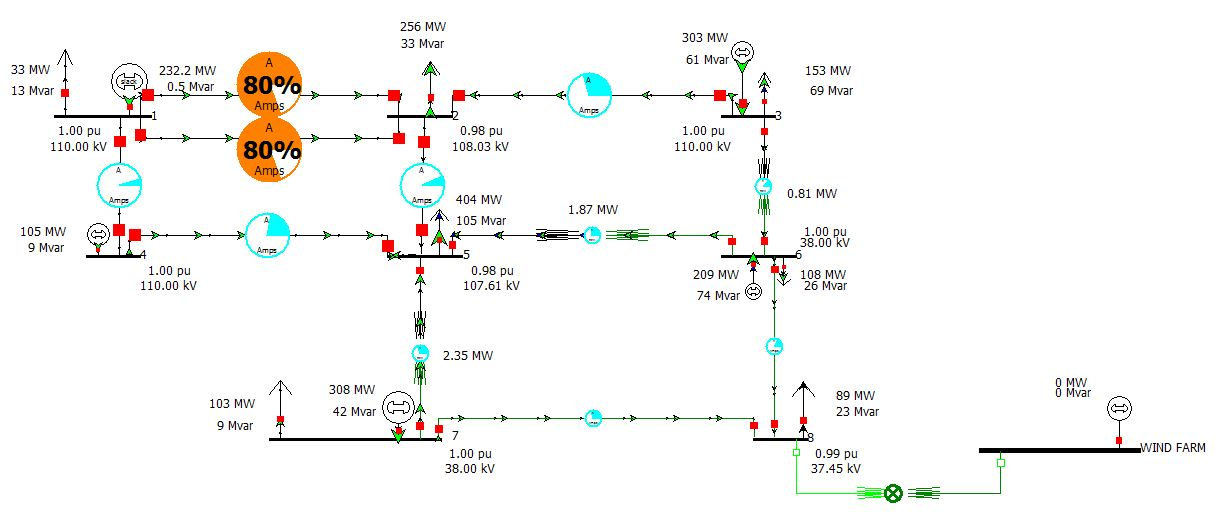 256 MW
33 Mvar
303 MW
61 Mvar
33 MW
13 Mvar
slack
232.2 MW
0.5 Mvar
A
80%
Amps
A
153 MW
69 Mvar
1
2
3
1.00 pu
110.00 kV
A
80%
Amps
0.98 pu
108.03 kV
1.00 pu
110.00 kV
A
Amps
A
Amps
0.81 MW
404 MW
105 Mvar
1.87 MW
105 MW
9 Mvar
A
1.00 pu
38.00 kV
4
5
6
1.00 pu
110.00 kV
0.98 pu
107.61 kV
209 MW
74 Mvar
108 MW
26 Mvar
2.35 MW
103 MW
9 Mvar
308 MW
42 Mvar
89 MW
23 Mvar
0 MW
0 Mvar
7
8
1.00 pu
38.00 kV
0.99 pu
37.45 kV
WIND FARM